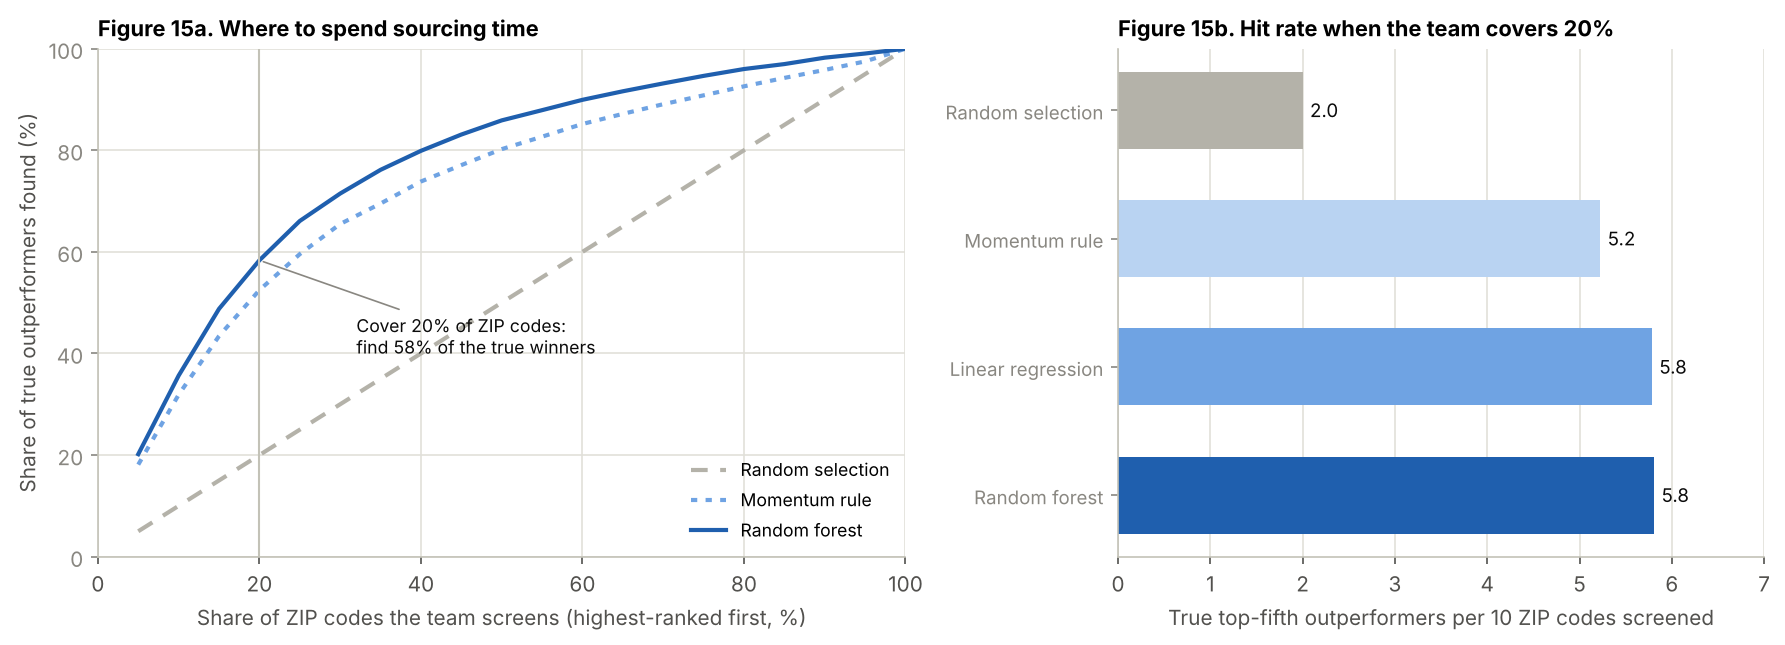 Figure 15a. Where to spend sourcing time
100
80
60
40
20
0
Share of true outperformers found (%)
Cover 20% of ZIP codes:
find 58% of the true winners
Random selection
Momentum rule
Random forest
0 20 40 60 80 100
Share of ZIP codes the team screens (highest-ranked first, %)
Figure 15b. Hit rate when the team covers 20%
Random selection 2.0
Momentum rule 5.2
Linear regression 5.8
Random forest 5.8
0 1 2 3 4 5 6 7
True top-fifth outperformers per 10 ZIP codes screened